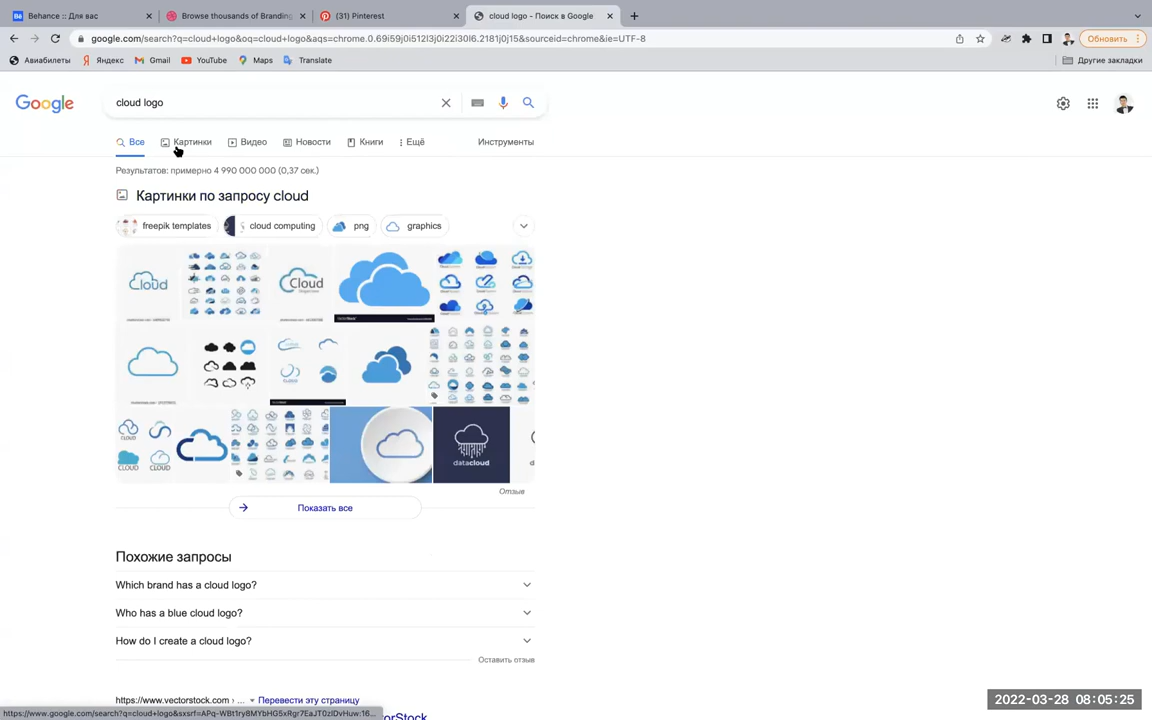 Behance :: Для вас
Browse thousands of Branding
(31) Pinterest
cloud logo - Поиск в Google
google.com/search?q=cloud+logo&oq=cloud+logo&aqs=chrome.0.69i59j0i512l3j0i22i30l6.2181j0j15&sourceid=chrome&ie=UTF-8
Обновить
Авиабилеты
Яндекс
Gmail
YouTube
Maps
Translate
Другие закладки
Google
cloud logo
Все
Картинки
Видео
Новости
Книги
Ещё
Инструменты
Результатов: примерно 4 990 000 000 (0,37 сек.)
Картинки по запросу cloud
freepik templates
cloud computing
png
graphics
cloud
Cloud
CLOUD
CLOUD
CLOUD
CLOUD
CLOUD
datacloud
Отзыв
Показать все
Похожие запросы
Which brand has a cloud logo?
Who has a blue cloud logo?
How do I create a cloud logo?
Оставить отзыв
https://www.vectorstock.com › ...
Перевести эту страницу
2022-03-28 08:05:25